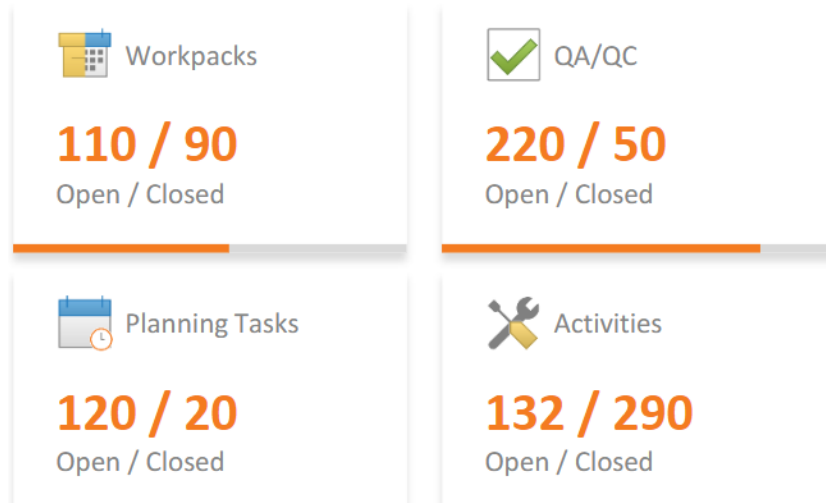 Workpacks
110 / 90
Open / Closed
QA/QC
220 / 50
Open / Closed
Planning Tasks
120 / 20
Open / Closed
Activities
132 / 290
Open / Closed